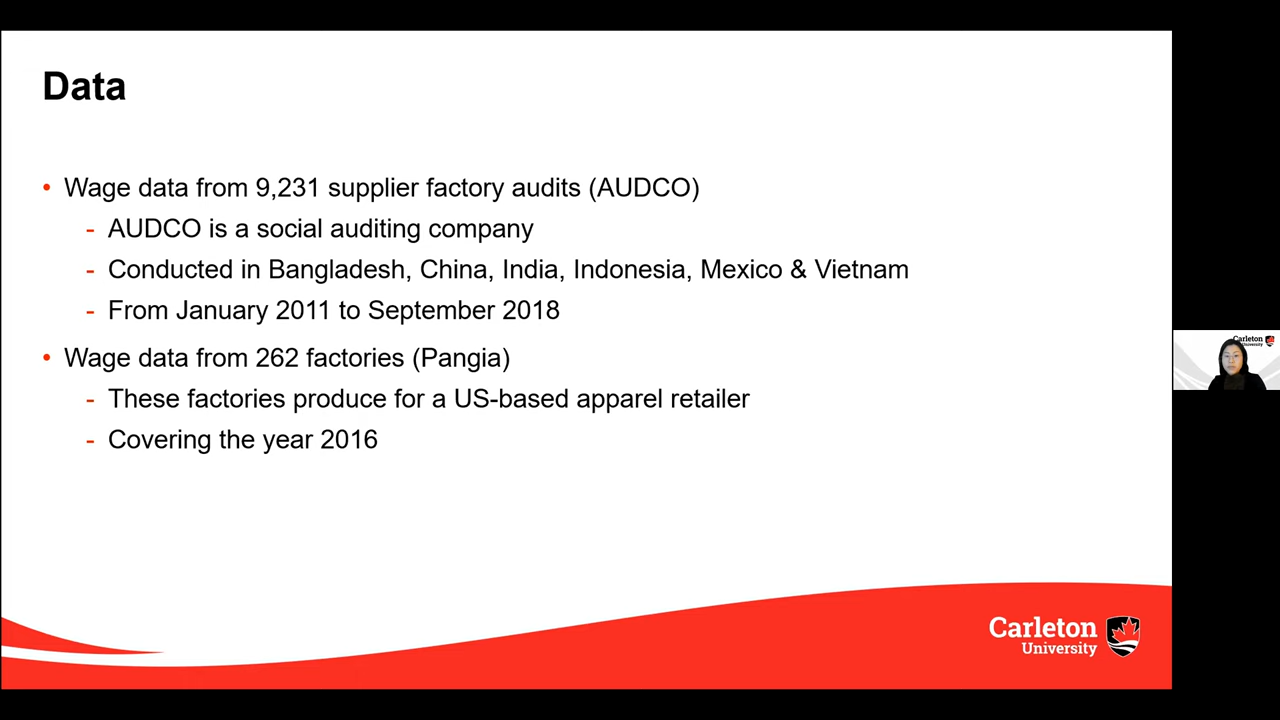 Data
• Wage data from 9,231 supplier factory audits (AUDCO)
- AUDCO is a social auditing company
- Conducted in Bangladesh, China, India, Indonesia, Mexico & Vietnam
- From January 2011 to September 2018
• Wage data from 262 factories (Pangia)
- These factories produce for a US-based apparel retailer
- Covering the year 2016
Carleton
University
Carleton
University